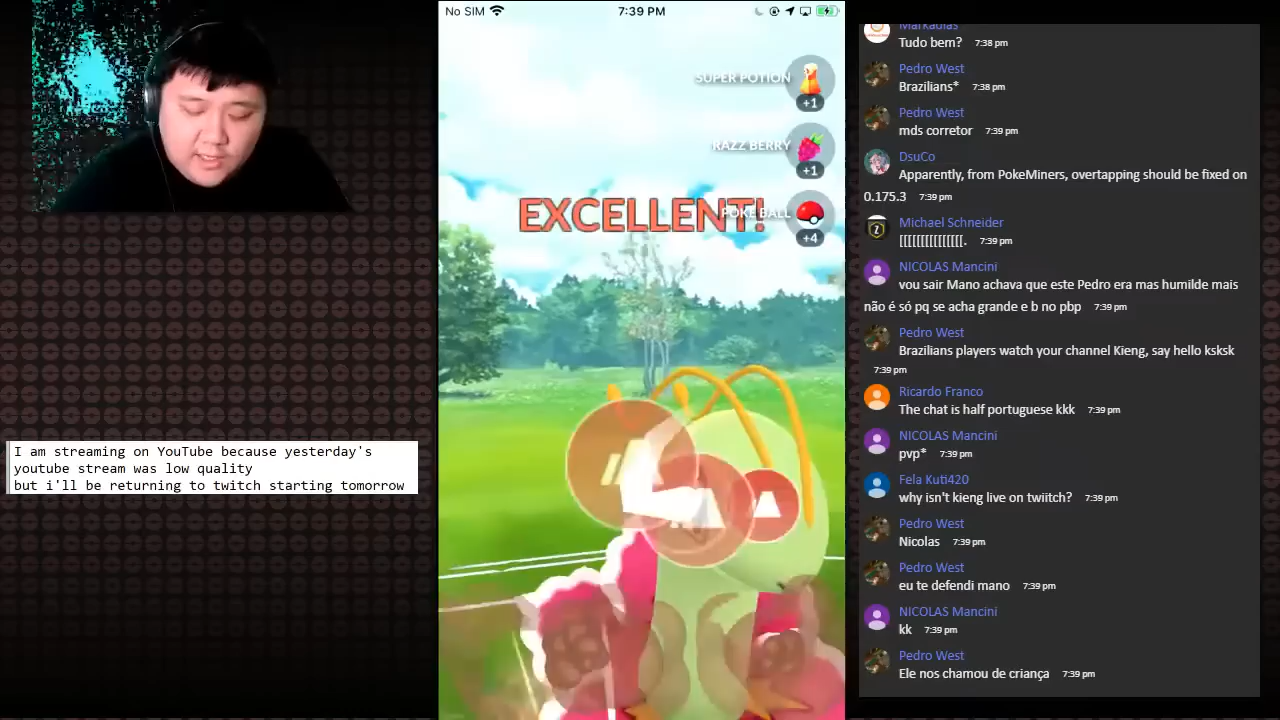 No SIM
7:39 PM
SUPER POTION
+1
RAZZ BERRY
+1
EXCELLENT!
POKÉ BALL
+4
I am streaming on YouTube because yesterday's
youtube stream was low quality
but i'll be returning to twitch starting tomorrow
Markadias
Tudo bem? 7:38 pm
Pedro West
Brazilians* 7:38 pm
Pedro West
mds corretor 7:39 pm
DsuCo
Apparently, from PokeMiners, overtapping should be fixed on
0.175.3 7:39 pm
Michael Schneider
[[[[[[[[[[[[[[[. 7:39 pm
NICOLAS Mancini
vou sair Mano achava que este Pedro era mas humilde mais
não é só pq se acha grande e b no pbp 7:39 pm
Pedro West
Brazilians players watch your channel Kieng, say hello ksksk
7:39 pm
Ricardo Franco
The chat is half portuguese kkk 7:39 pm
NICOLAS Mancini
pvp* 7:39 pm
Fela Kuti420
why isn't kieng live on twiitch? 7:39 pm
Pedro West
Nicolas 7:39 pm
Pedro West
eu te defendi mano 7:39 pm
NICOLAS Mancini
kk 7:39 pm
Pedro West
Ele nos chamou de criança 7:39 pm